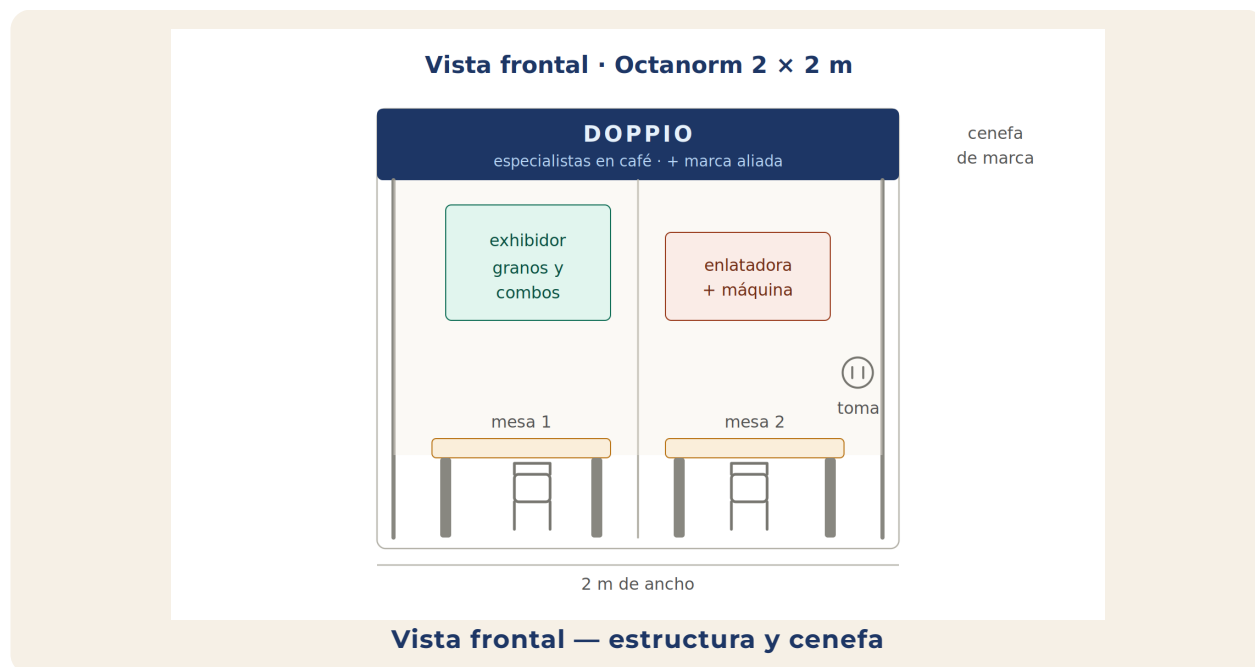 Vista frontal · Octanorm 2 × 2 m
DOPPIO
especialistas en café · + marca aliada
cenefa
de marca
exhibidor
granos y
combos
enlatadora
+ máquina
toma
mesa 1
mesa 2
2 m de ancho
Vista frontal — estructura y cenefa